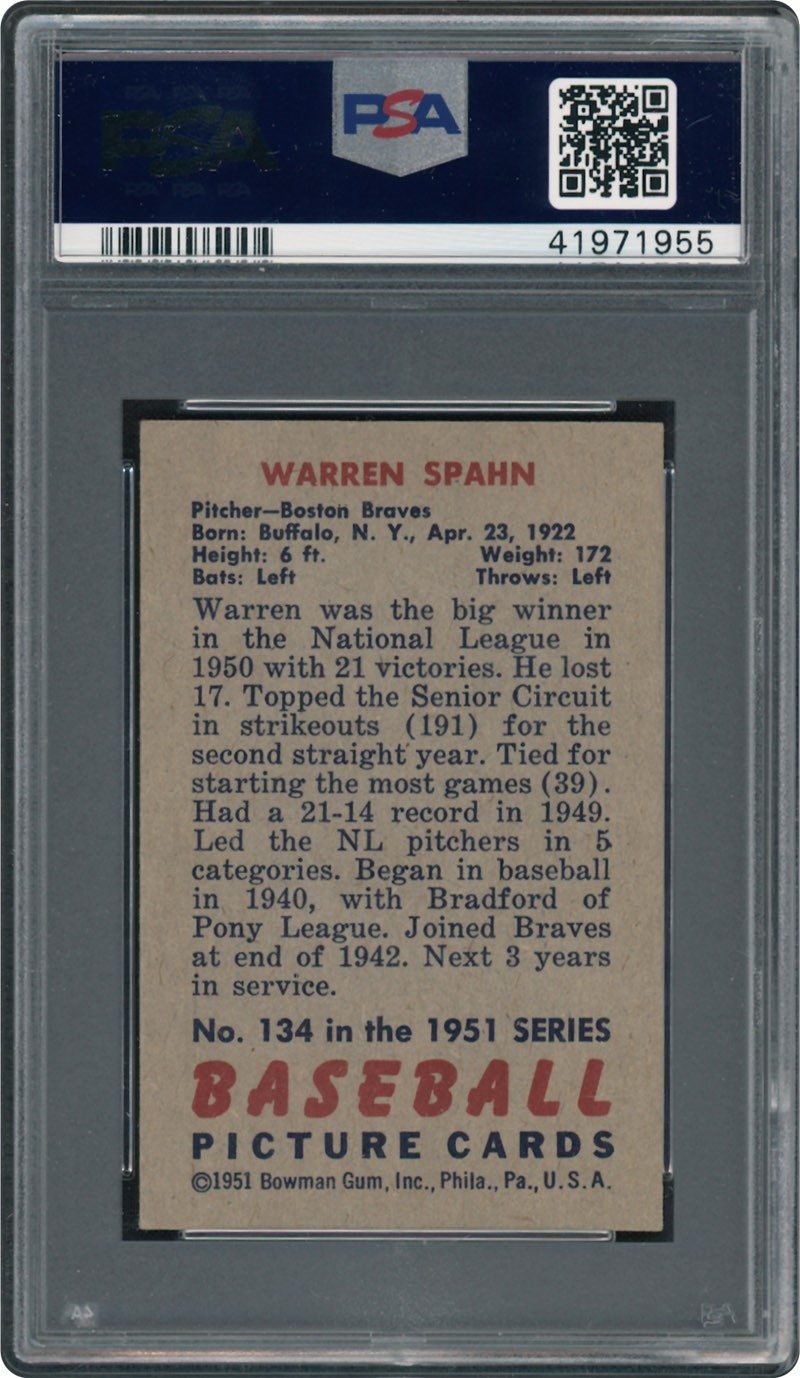 PSA
41971955
WARREN SPAHN
Pitcher—Boston Braves
Born: Buffalo, N. Y., Apr. 23, 1922
Height: 6 ft. Weight: 172
Bats: Left Throws: Left
Warren was the big winner
in the National League in
1950 with 21 victories. He lost
17. Topped the Senior Circuit
in strikeouts (191) for the
second straight year. Tied for
starting the most games (39).
Had a 21-14 record in 1949.
Led the NL pitchers in 5
categories. Began in baseball
in 1940, with Bradford of
Pony League. Joined Braves
at end of 1942. Next 3 years
in service.
No. 134 in the 1951 SERIES
BASEBALL
PICTURE CARDS
©1951 Bowman Gum, Inc., Phila., Pa., U.S.A.